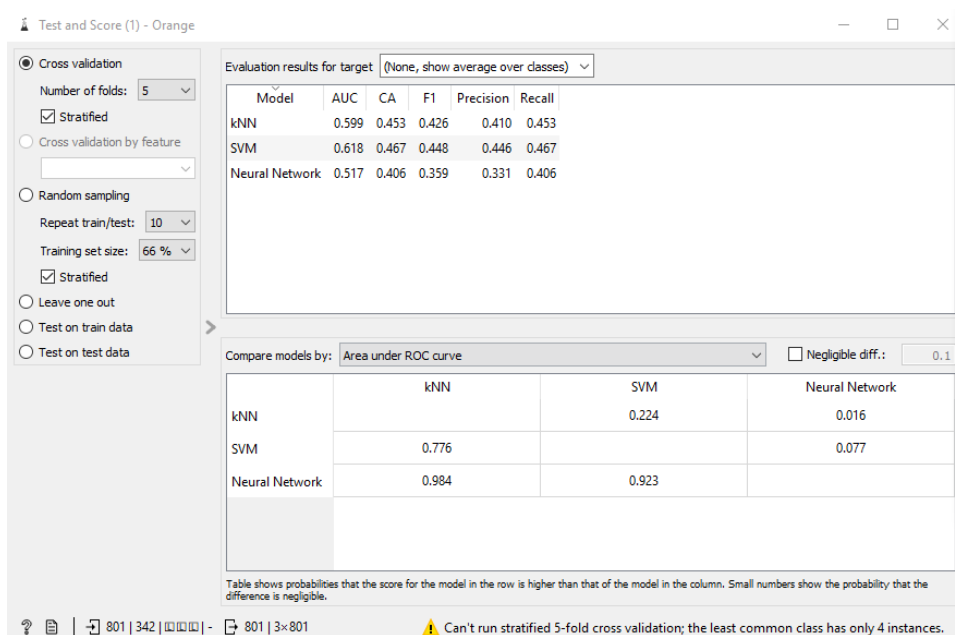 Test and Score (1) - Orange
Cross validation
Number of folds: 5
Stratified
Cross validation by feature
Random sampling
Repeat train/test: 10
Training set size: 66 %
Stratified
Leave one out
Test on train data
Test on test data
Evaluation results for target (None, show average over classes)
Model AUC CA F1 Precision Recall
kNN 0.599 0.453 0.426 0.410 0.453
SVM 0.618 0.467 0.448 0.446 0.467
Neural Network 0.517 0.406 0.359 0.331 0.406
Compare models by: Area under ROC curve Negligible diff.: 0.1
kNN SVM Neural Network
kNN 0.224 0.016
SVM 0.776 0.077
Neural Network 0.984 0.923
Table shows probabilities that the score for the model in the row is higher than that of the model in the column. Small numbers show the probability that the
difference is negligible.
? 801 | 342 | - 801 | 3×801
Can't run stratified 5-fold cross validation; the least common class has only 4 instances.